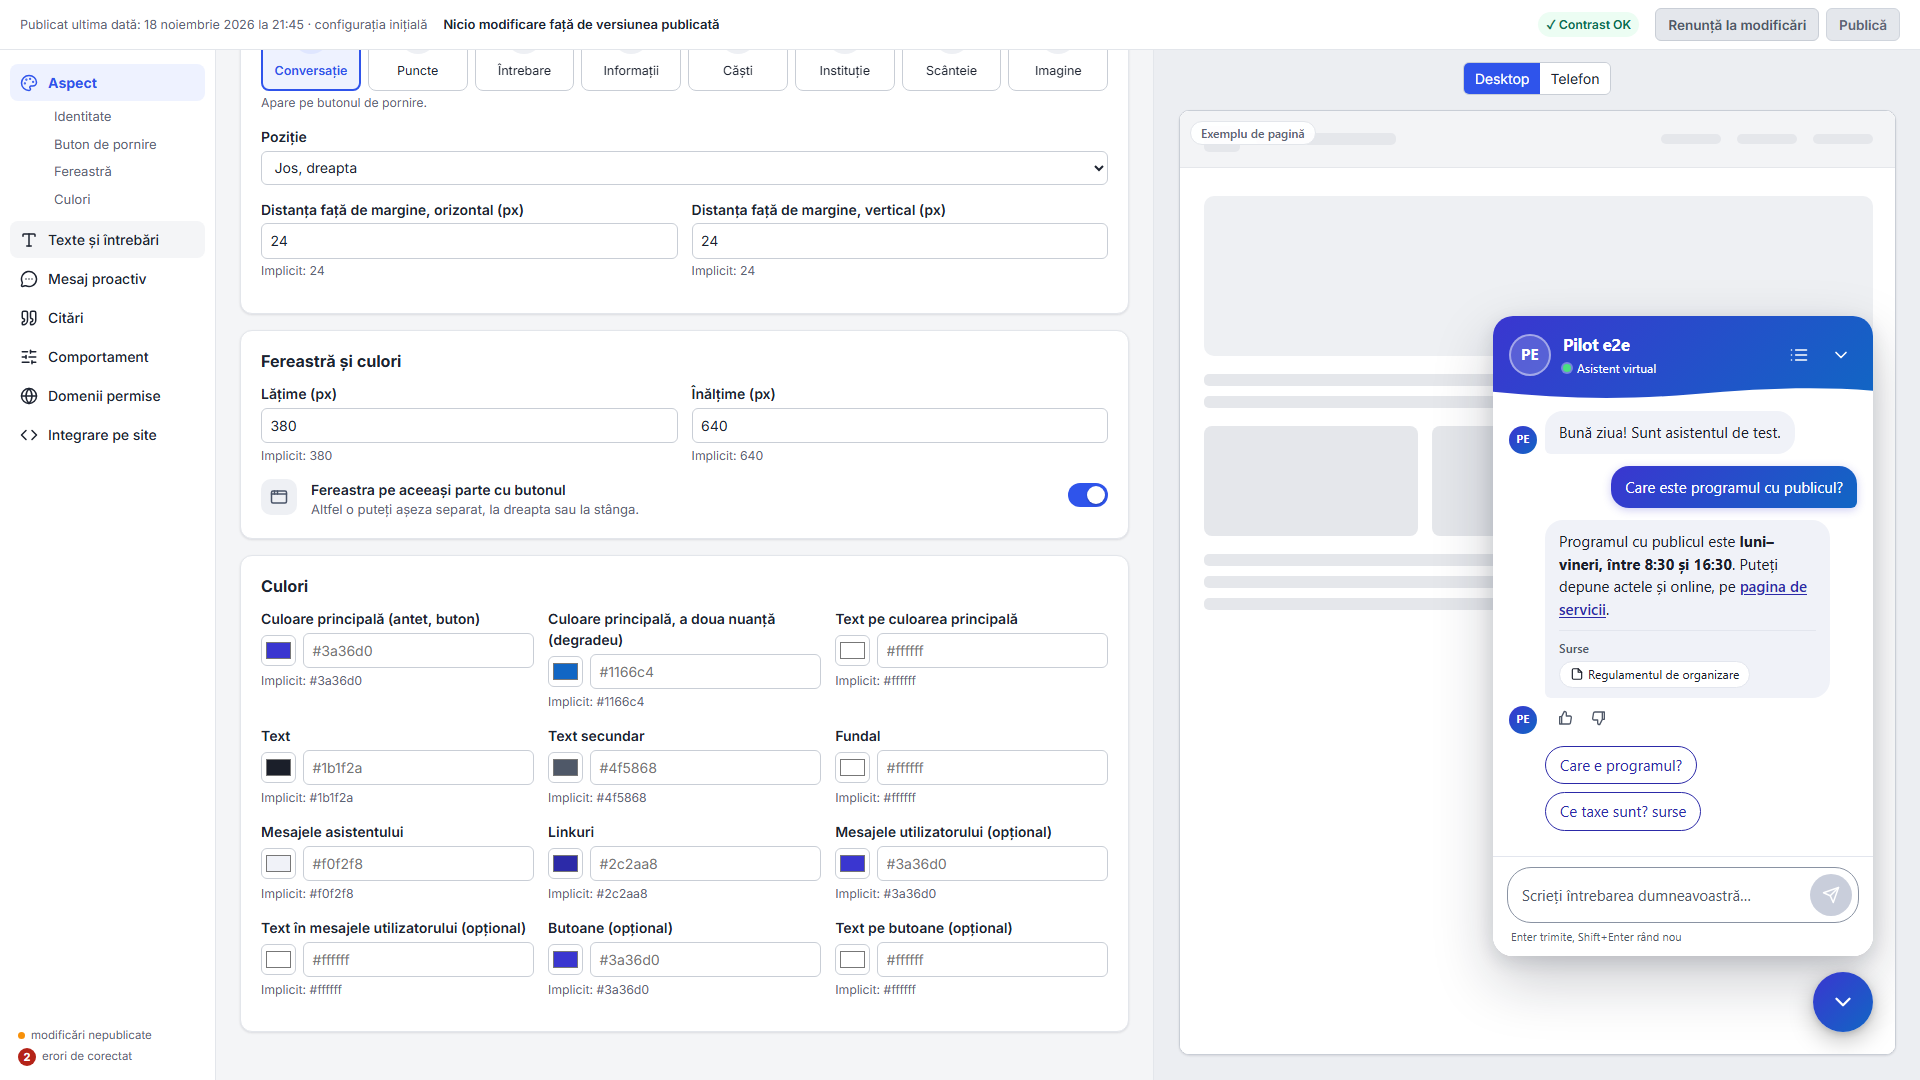 Publicat ultima dată: 18 noiembrie 2026 la 21:45 · configurația inițială
Nicio modificare față de versiunea publicată
✓ Contrast OK
Renunță la modificări
Publică
Aspect
Identitate
Buton de pornire
Fereastră
Culori
Texte și întrebări
Mesaj proactiv
Citări
Comportament
Domenii permise
Integrare pe site
modificări nepublicate
2 erori de corectat
Conversație
Puncte
Întrebare
Informații
Căști
Instituție
Scânteie
Imagine
Apare pe butonul de pornire.
Poziție
Jos, dreapta
Distanța față de margine, orizontal (px)
24
Implicit: 24
Distanța față de margine, vertical (px)
24
Implicit: 24
Fereastră și culori
Lățime (px)
380
Implicit: 380
Înălțime (px)
640
Implicit: 640
Fereastra pe aceeași parte cu butonul
Altfel o puteți așeza separat, la dreapta sau la stânga.
Culori
Culoare principală (antet, buton)
#3a36d0
Implicit: #3a36d0
Culoare principală, a doua nuanță
(degradeu)
#1166c4
Implicit: #1166c4
Text pe culoarea principală
#ffffff
Implicit: #ffffff
Text
#1b1f2a
Implicit: #1b1f2a
Text secundar
#4f5868
Implicit: #4f5868
Fundal
#ffffff
Implicit: #ffffff
Mesajele asistentului
#f0f2f8
Implicit: #f0f2f8
Linkuri
#2c2aa8
Implicit: #2c2aa8
Mesajele utilizatorului (opțional)
#3a36d0
Implicit: #3a36d0
Text în mesajele utilizatorului (opțional)
#ffffff
Implicit: #ffffff
Butoane (opțional)
#3a36d0
Implicit: #3a36d0
Text pe butoane (opțional)
#ffffff
Implicit: #ffffff
Desktop
Telefon
Exemplu de pagină
PE
Pilot e2e
Asistent virtual
PE
Bună ziua! Sunt asistentul de test.
Care este programul cu publicul?
Programul cu publicul este luni–
vineri, între 8:30 și 16:30. Puteți
depune actele și online, pe pagina de
servicii.
Surse
Regulamentul de organizare
PE
Care e programul?
Ce taxe sunt? surse
Scrieți întrebarea dumneavoastră...
Enter trimite, Shift+Enter rând nou